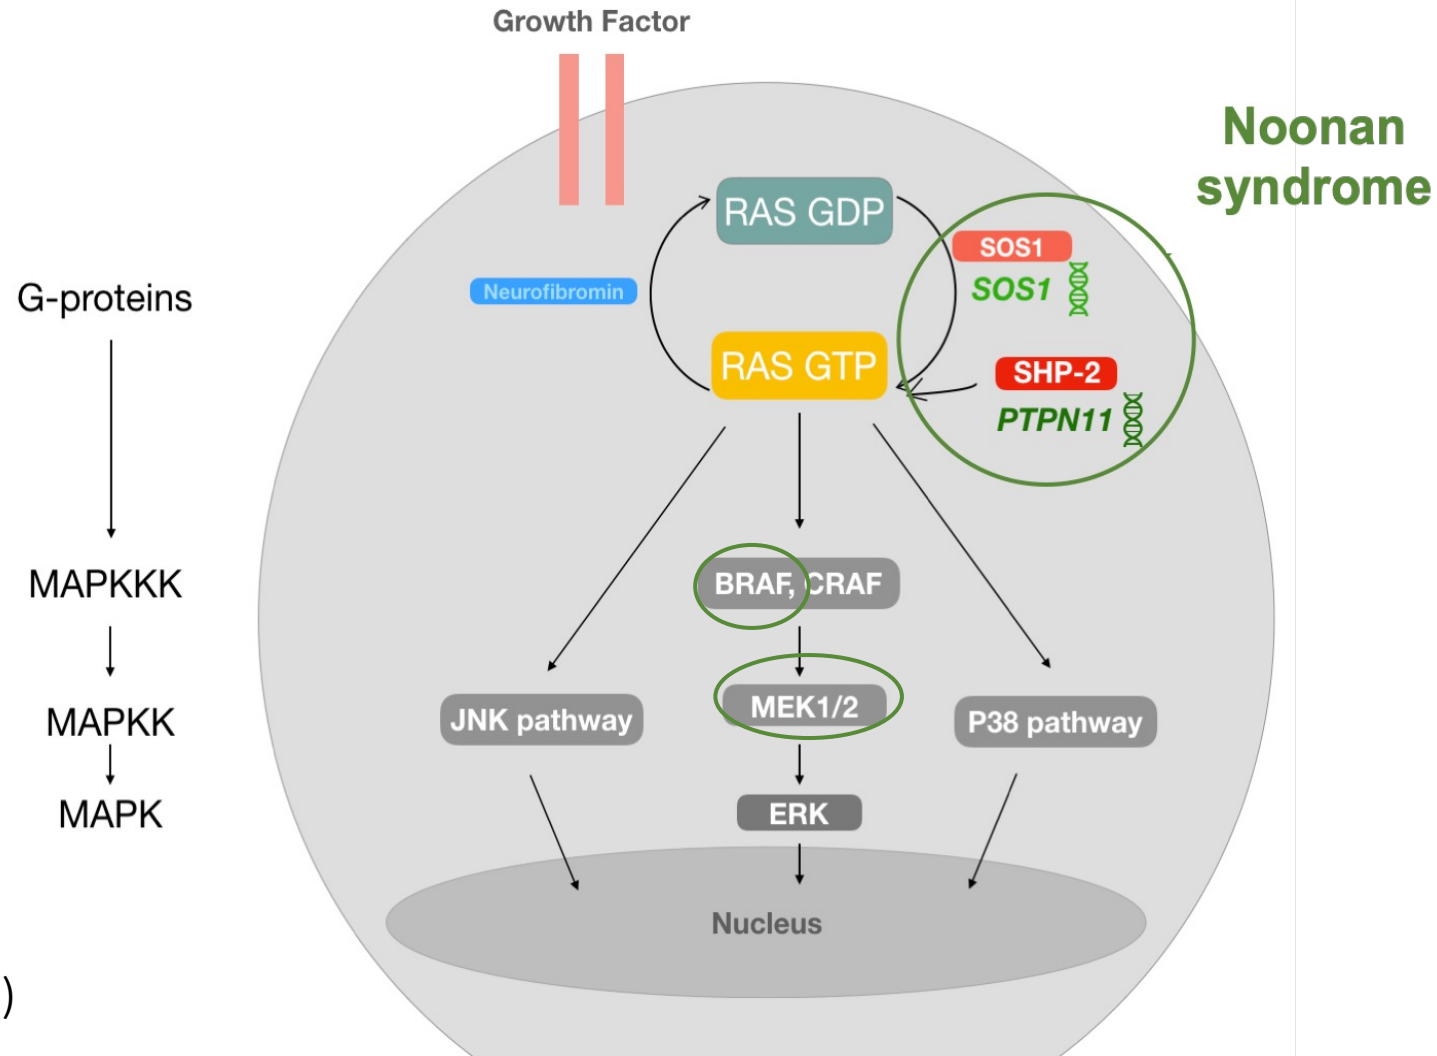 Growth Factor
Noonan
syndrome
RAS GDP
SOS1
SOS1
Neurofibromin
G-proteins
RAS GTP
SHP-2
PTPN11
MAPKKK
BRAF, CRAF
MEK1/2
MAPKK
JNK pathway
P38 pathway
MAPK
ERK
Nucleus
)